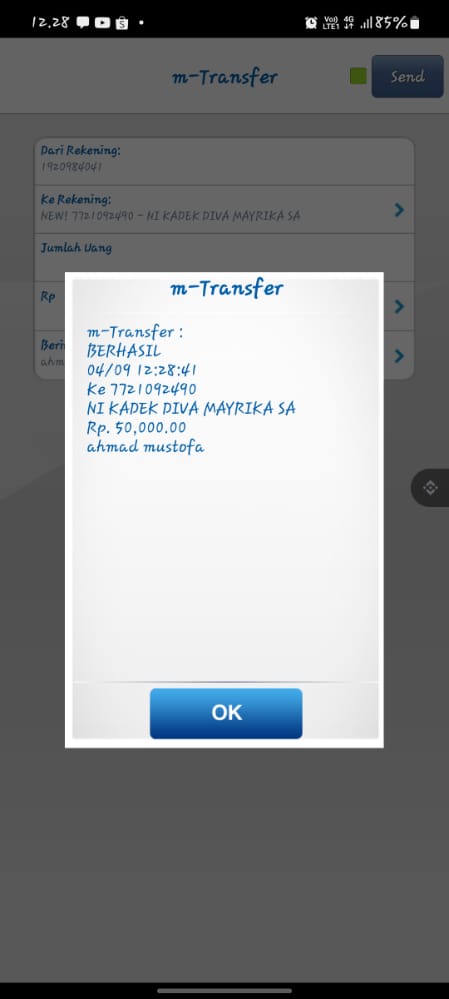 12.28
Vo) 4G
LTE1
85%
m-Transfer
Send
Dari Rekening:
1920984041
Ke Rekening:
NEW! 7721092490 - NI KADEK DIVA MAYRIKA SA
Jumlah Uang
Rp
Beri
ahm
m-Transfer
m-Transfer :
BERHASIL
04/09 12:28:41
Ke 7721092490
NI KADEK DIVA MAYRIKA SA
Rp. 50,000.00
ahmad mustofa
OK